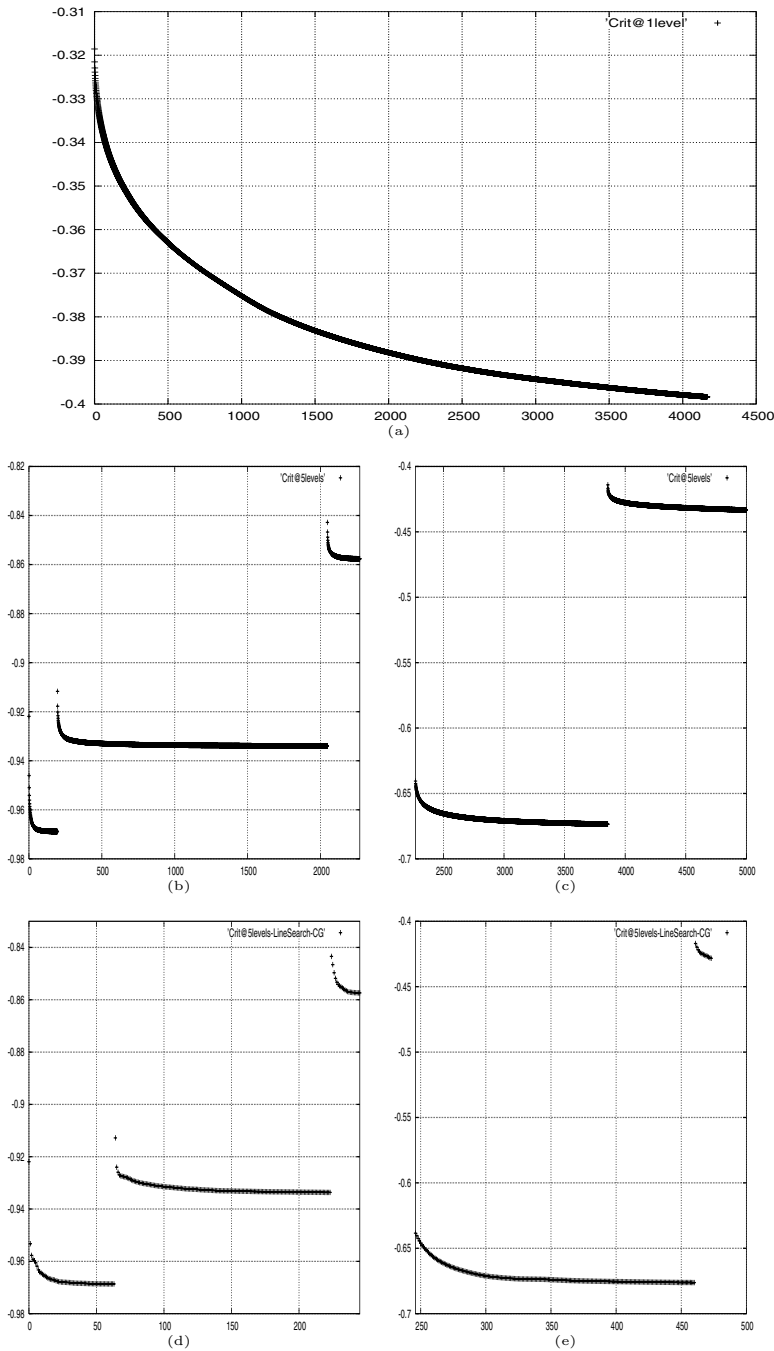 -0.31
'Crit@1level' +
-0.32
-0.33
-0.34
-0.35
-0.36
-0.37
-0.38
-0.39
-0.4
0 500 1000 1500 2000 2500 3000 3500 4000 4500
(a)
-0.82
'Crit@5levels' +
-0.84
-0.86
-0.88
-0.9
-0.92
-0.94
-0.96
-0.98
0 500 1000 1500 2000
(b)
-0.4
'Crit@5levels' +
-0.45
-0.5
-0.55
-0.6
-0.65
-0.7
2500 3000 3500 4000 4500 5000
(c)
'Crit@5levels-LineSearch-CG' +
-0.84
-0.86
-0.88
-0.9
-0.92
-0.94
-0.96
-0.98
0 50 100 150 200
(d)
-0.4
'Crit@5levels-LineSearch-CG' +
-0.45
-0.5
-0.55
-0.6
-0.65
-0.7
250 300 350 400 450 500
(e)